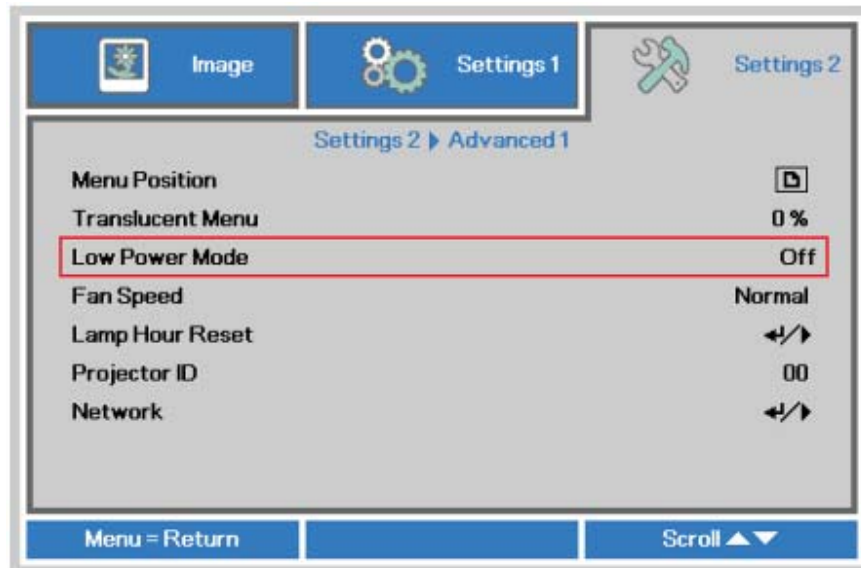 Image Settings 1 Settings 2
Settings 2 ▶ Advanced 1
Menu Position
Translucent Menu 0 %
Low Power Mode Off
Fan Speed Normal
Lamp Hour Reset ↵/▶
Projector ID 00
Network ↵/▶
Menu = Return Scroll ▲▼